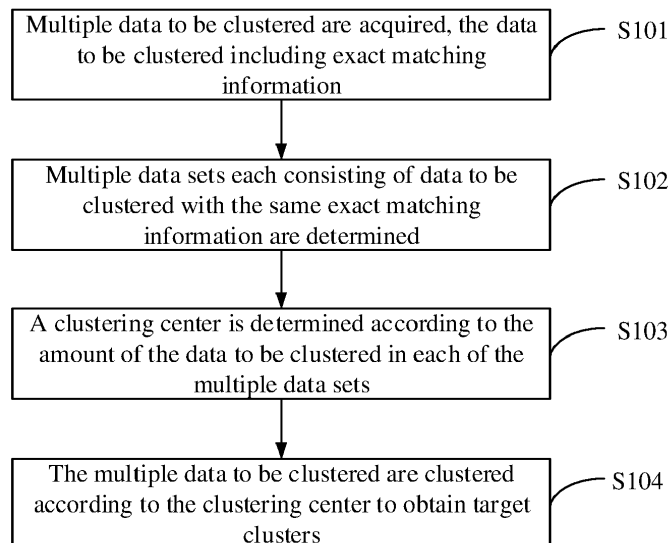 Multiple data to be clustered are acquired, the data
to be clustered including exact matching
information
S101
Multiple data sets each consisting of data to be
clustered with the same exact matching
information are determined
S102
A clustering center is determined according to the
amount of the data to be clustered in each of the
multiple data sets
S103
The multiple data to be clustered are clustered
according to the clustering center to obtain target
clusters
S104